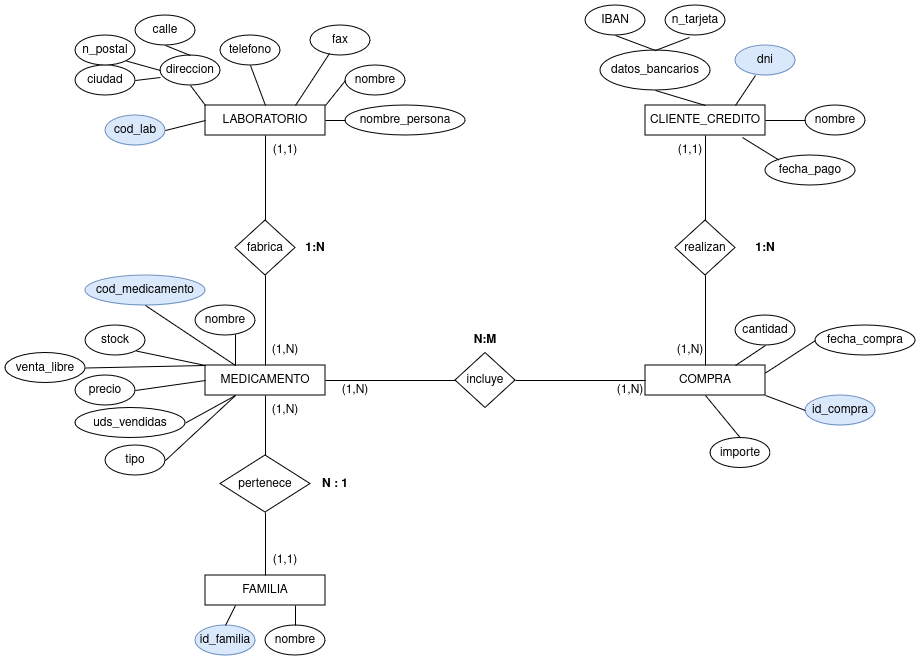 calle
n_postal
ciudad
direccion
telefono
fax
nombre
nombre_persona
cod_lab
LABORATORIO
(1,1)
fabrica
1:N
(1,N)
IBAN
n_tarjeta
datos_bancarios
dni
CLIENTE_CREDITO
nombre
fecha_pago
(1,1)
realizan
1:N
(1,N)
cod_medicamento
nombre
stock
venta_libre
precio
uds_vendidas
tipo
MEDICAMENTO
(1,N)
(1,N)
N:M
incluye
(1,N)
COMPRA
cantidad
fecha_compra
id_compra
importe
pertenece
N : 1
(1,1)
FAMILIA
id_familia
nombre